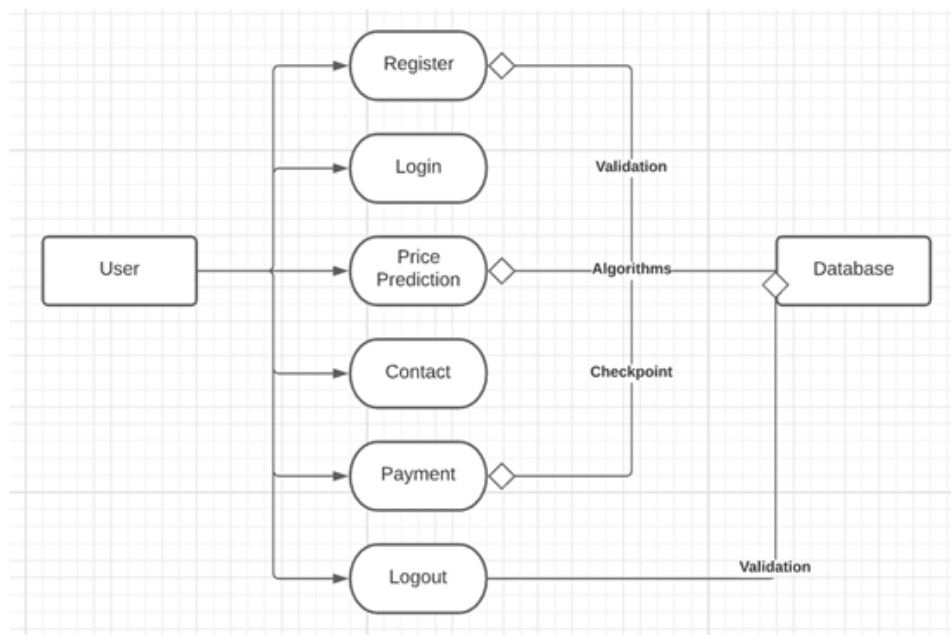 Register
Validation
Login
Price
Prediction
User
Algorithms
Database
Contact
Checkpoint
Payment
Logout
Validation